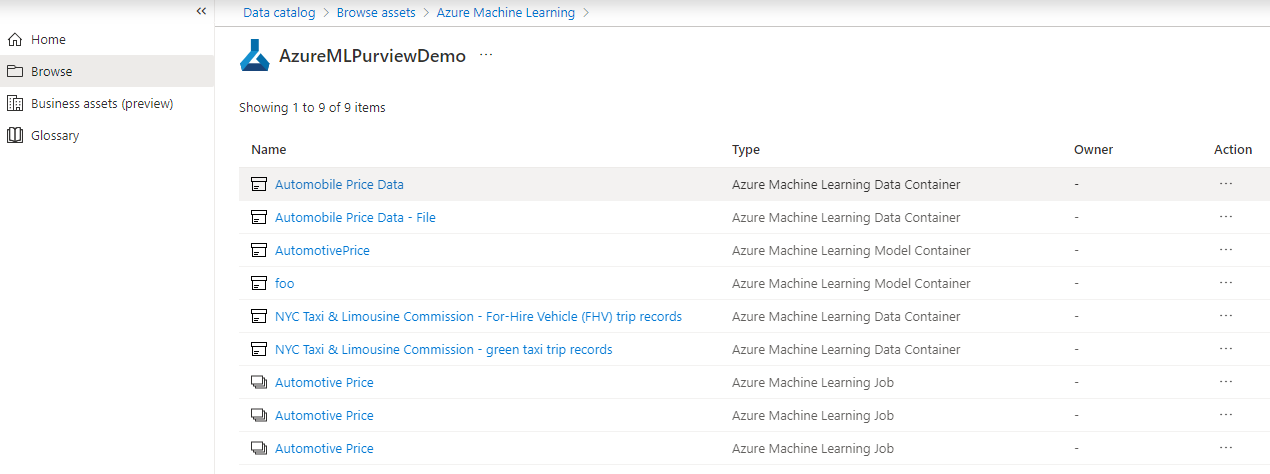 «
Data catalog > Browse assets > Azure Machine Learning >
Home
Browse
Business assets (preview)
Glossary
AzureMLPurviewDemo ...
Showing 1 to 9 of 9 items
Name Type Owner Action
Automobile Price Data Azure Machine Learning Data Container - ...
Automobile Price Data - File Azure Machine Learning Data Container - ...
AutomotivePrice Azure Machine Learning Model Container - ...
foo Azure Machine Learning Model Container - ...
NYC Taxi & Limousine Commission - For-Hire Vehicle (FHV) trip records Azure Machine Learning Data Container - ...
NYC Taxi & Limousine Commission - green taxi trip records Azure Machine Learning Data Container - ...
Automotive Price Azure Machine Learning Job - ...
Automotive Price Azure Machine Learning Job - ...
Automotive Price Azure Machine Learning Job - ...